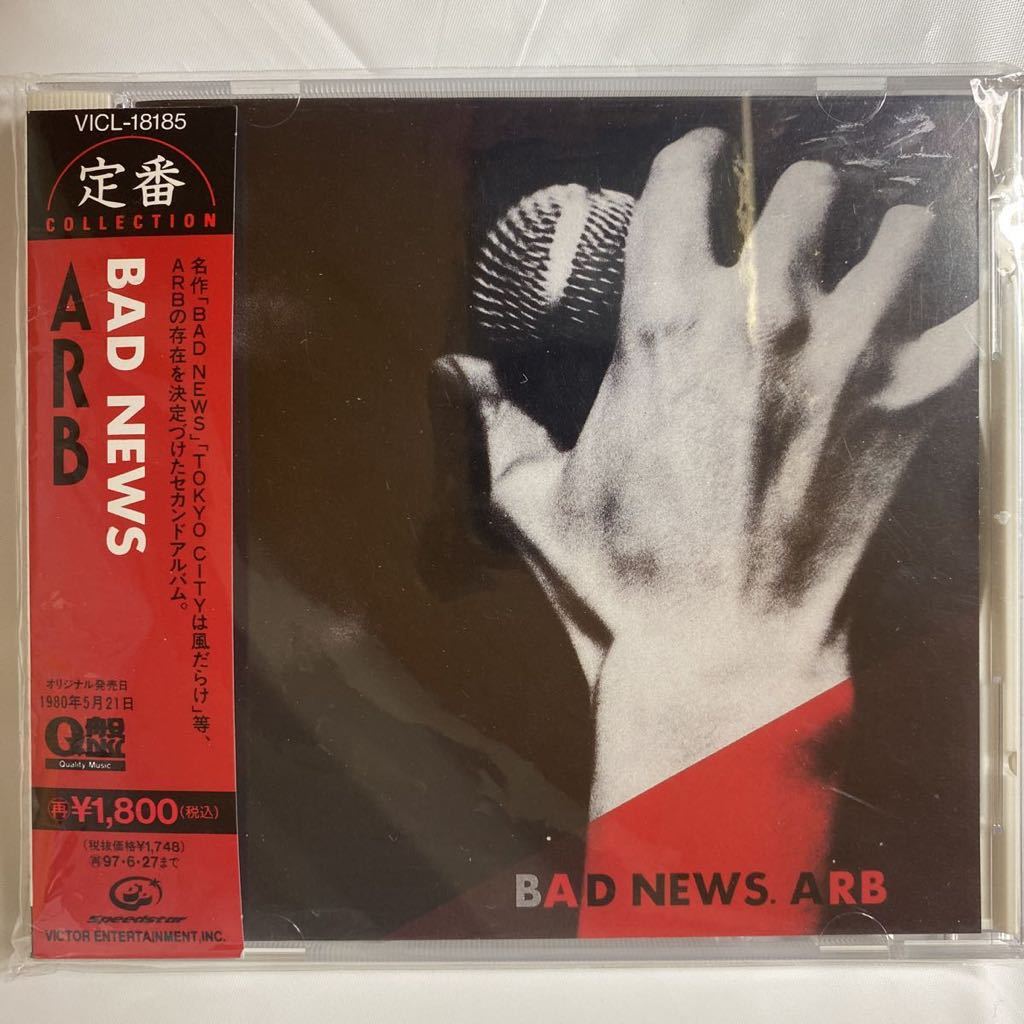 VICL-18185
定番
COLLECTION
ARB
BAD NEWS
名作「BAD NEWS」「TOKYO CITYは風だらけ」等、
ARBの存在を決定づけたセカンドアルバム。
オリジナル発売日
1980年5月21日
Q盤
Quality Music
再¥1,800(税込)
(税抜価格¥1,748)
再97・6・27まで
Speedstar
VICTOR ENTERTAINMENT, INC.
BAD NEWS. ARB